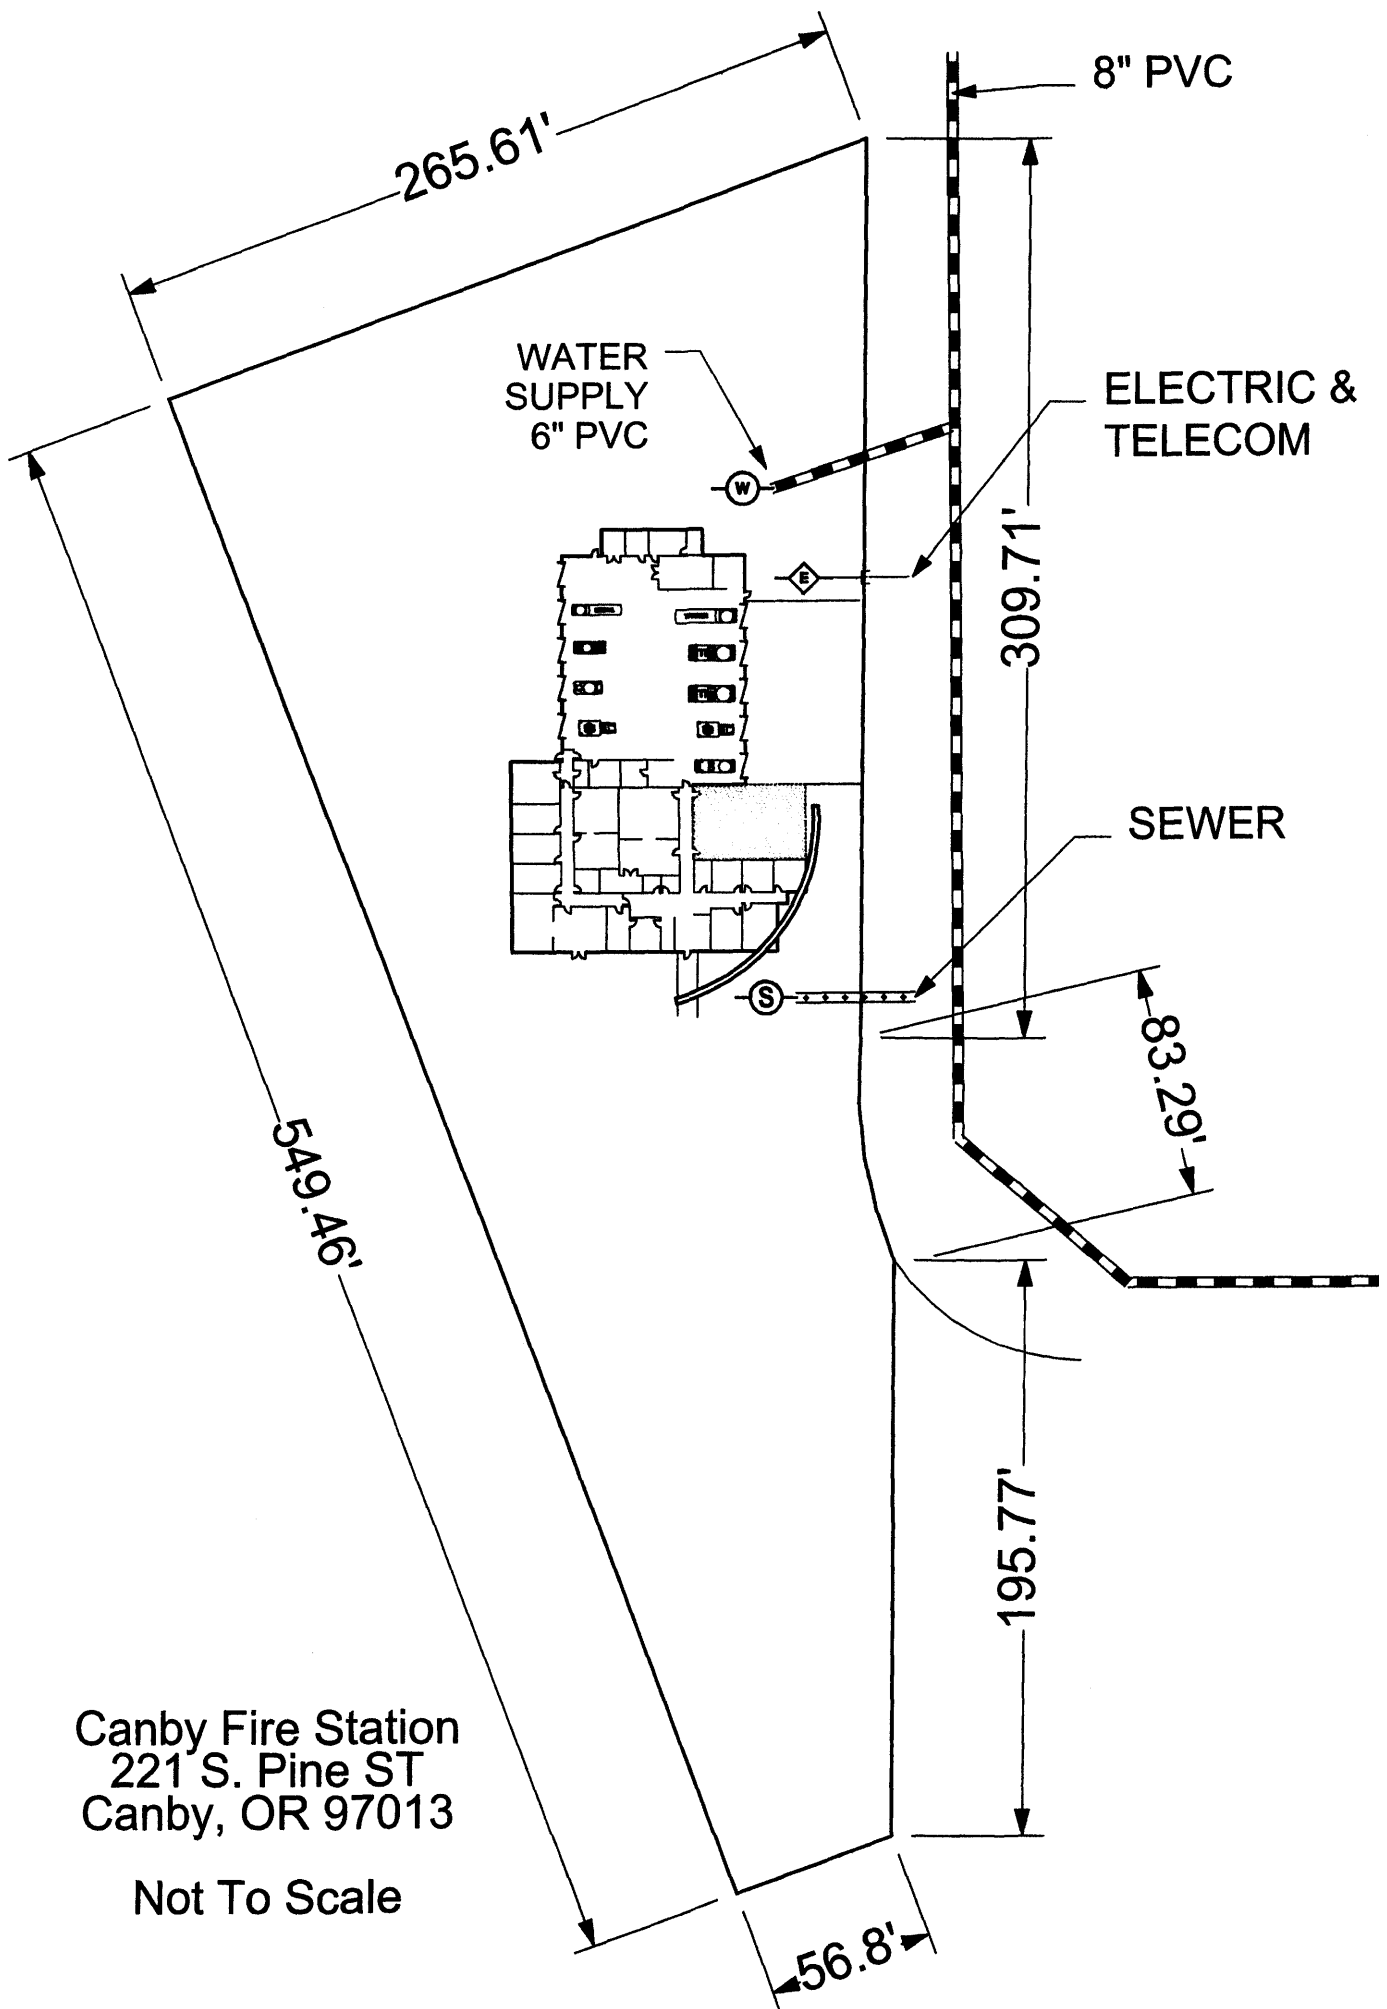 8" PVC
265.61'
WATER
SUPPLY
6" PVC
ELECTRIC &
TELECOM
W
E
309.71'
SEWER
S
83.29'
549.46'
195.77'
Canby Fire Station
221 S. Pine ST
Canby, OR 97013
Not To Scale
56.8'